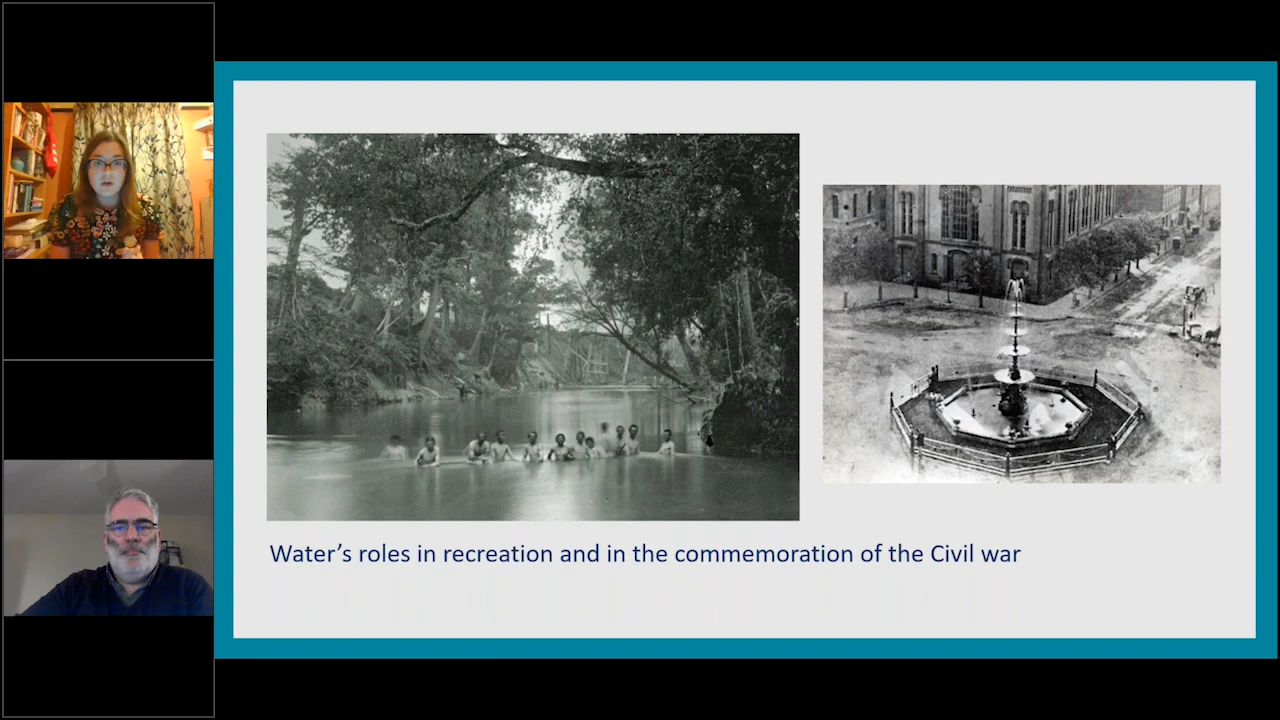 Water’s roles in recreation and in the commemoration of the Civil war